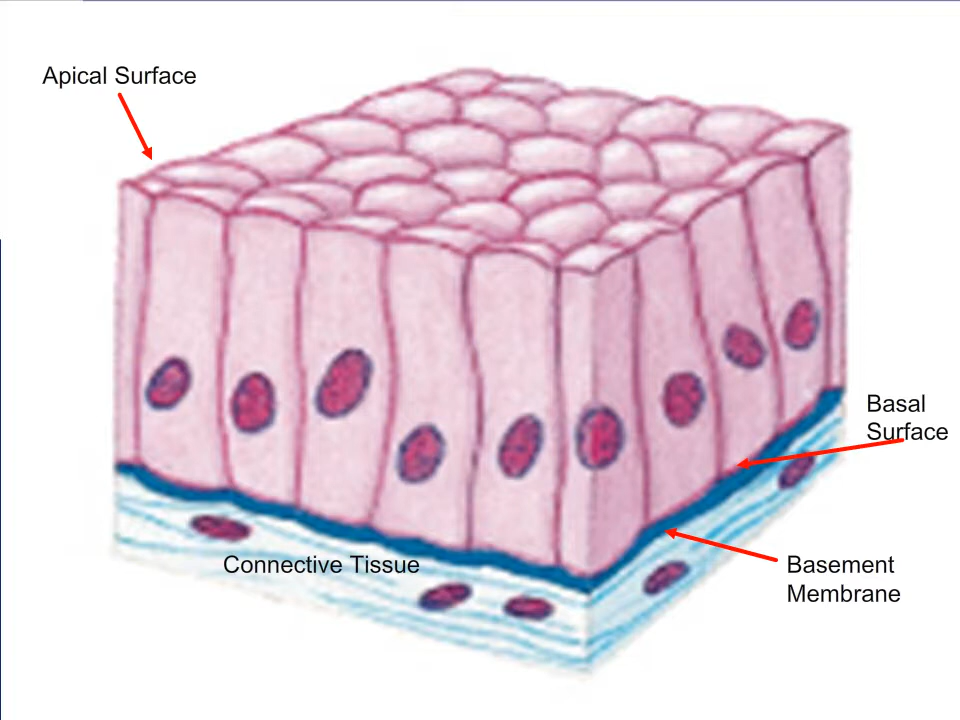 Apical Surface
Basal
Surface
Connective Tissue
Basement
Membrane